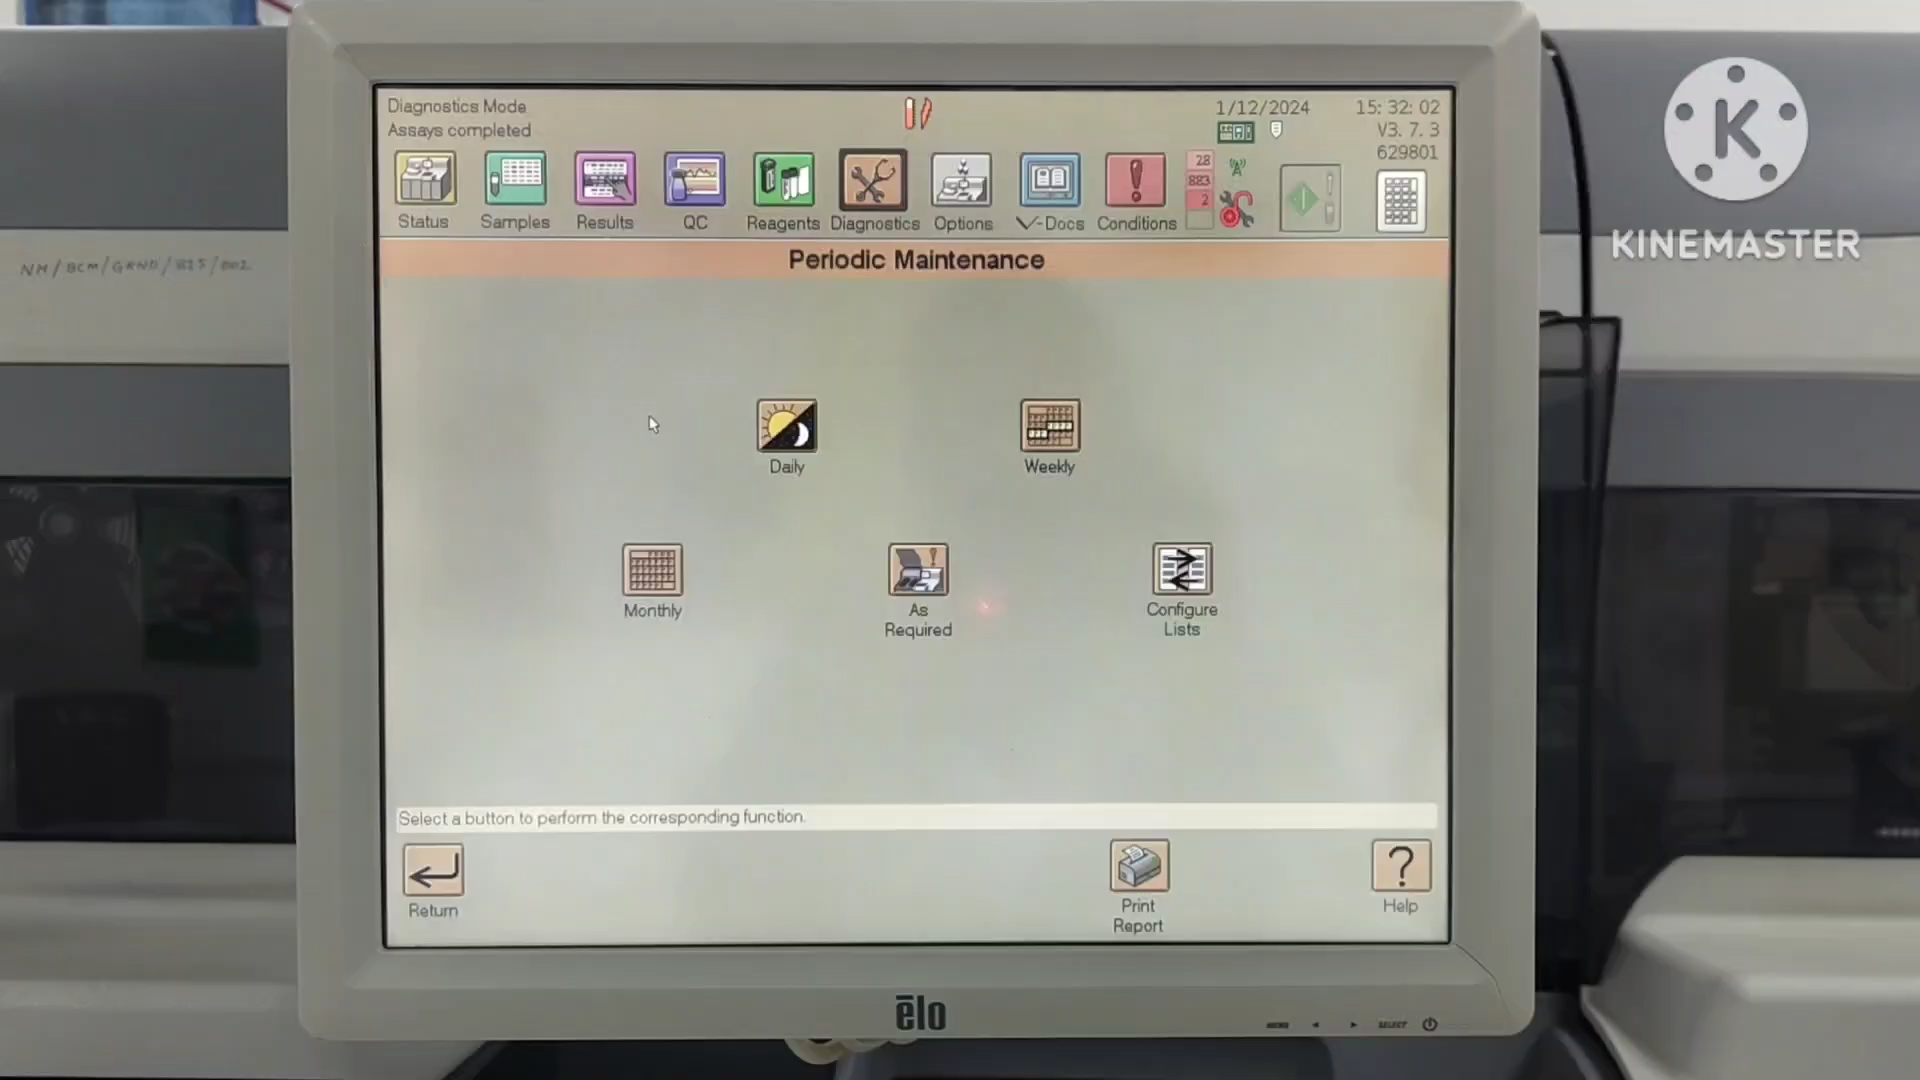 Diagnostics Mode
Assays completed
1/12/2024
15: 32: 02
V3. 7. 3
629801
28
883
2
Status
Samples
Results
QC
Reagents
Diagnostics
Options
V-Docs
Conditions
Periodic Maintenance
Daily
Weekly
Monthly
As
Required
Configure
Lists
Select a button to perform the corresponding function.
Return
Print
Report
Help
elo
MENU
SELECT
K
KINEMASTER